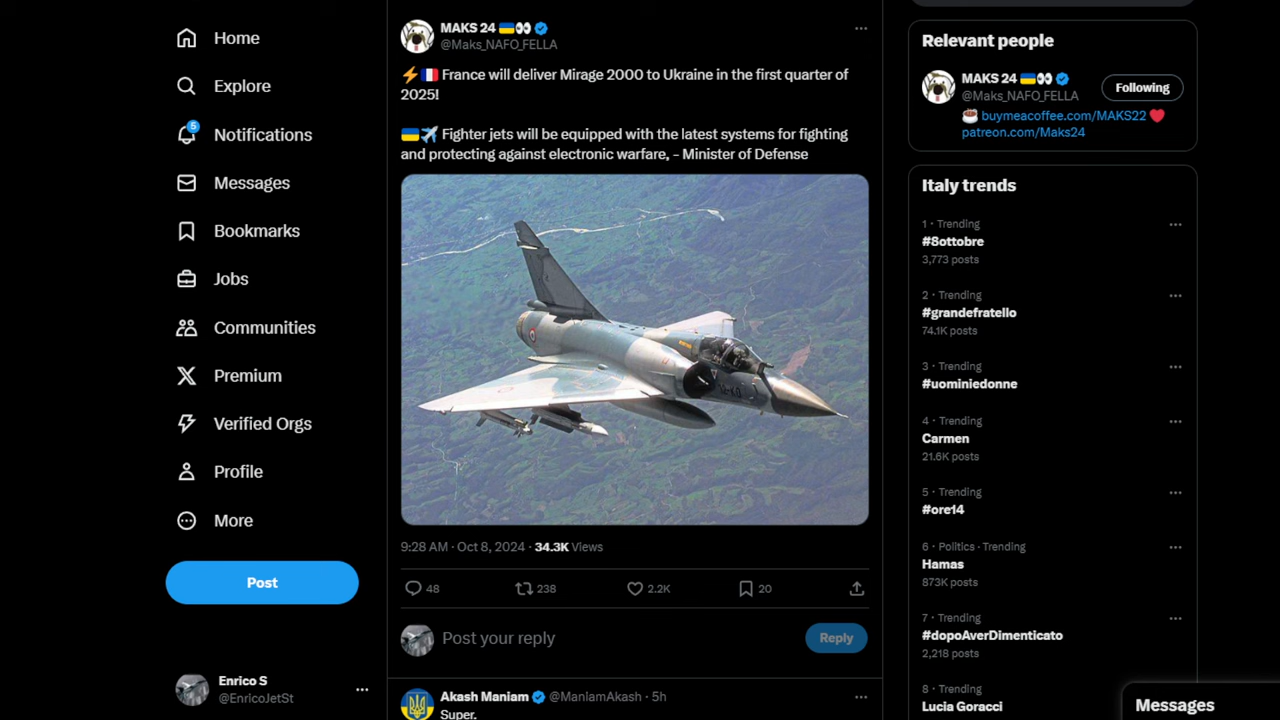 Home
Explore
5
Notifications
Messages
Bookmarks
Jobs
Communities
Premium
Verified Orgs
Profile
More
Post
Enrico S
@EnricoJetSt
MAKS 24
@Maks_NAFO_FELLA
France will deliver Mirage 2000 to Ukraine in the first quarter of
2025!
Fighter jets will be equipped with the latest systems for fighting
and protecting against electronic warfare, - Minister of Defense
9:28 AM · Oct 8, 2024 · 34.3K Views
48
238
2.2K
20
Post your reply
Reply
Akash Maniam @ManIamAkash · 5h
Super.
Relevant people
MAKS 24
@Maks_NAFO_FELLA
Following
buymeacoffee.com/MAKS22
patreon.com/Maks24
Italy trends
1 · Trending
#8ottobre
3,773 posts
2 · Trending
#grandefratello
74.1K posts
3 · Trending
#uominiedonne
4 · Trending
Carmen
21.6K posts
5 · Trending
#ore14
6 · Politics · Trending
Hamas
873K posts
7 · Trending
#dopoAverDimenticato
2,218 posts
8 · Trending
Lucia Goracci
Messages